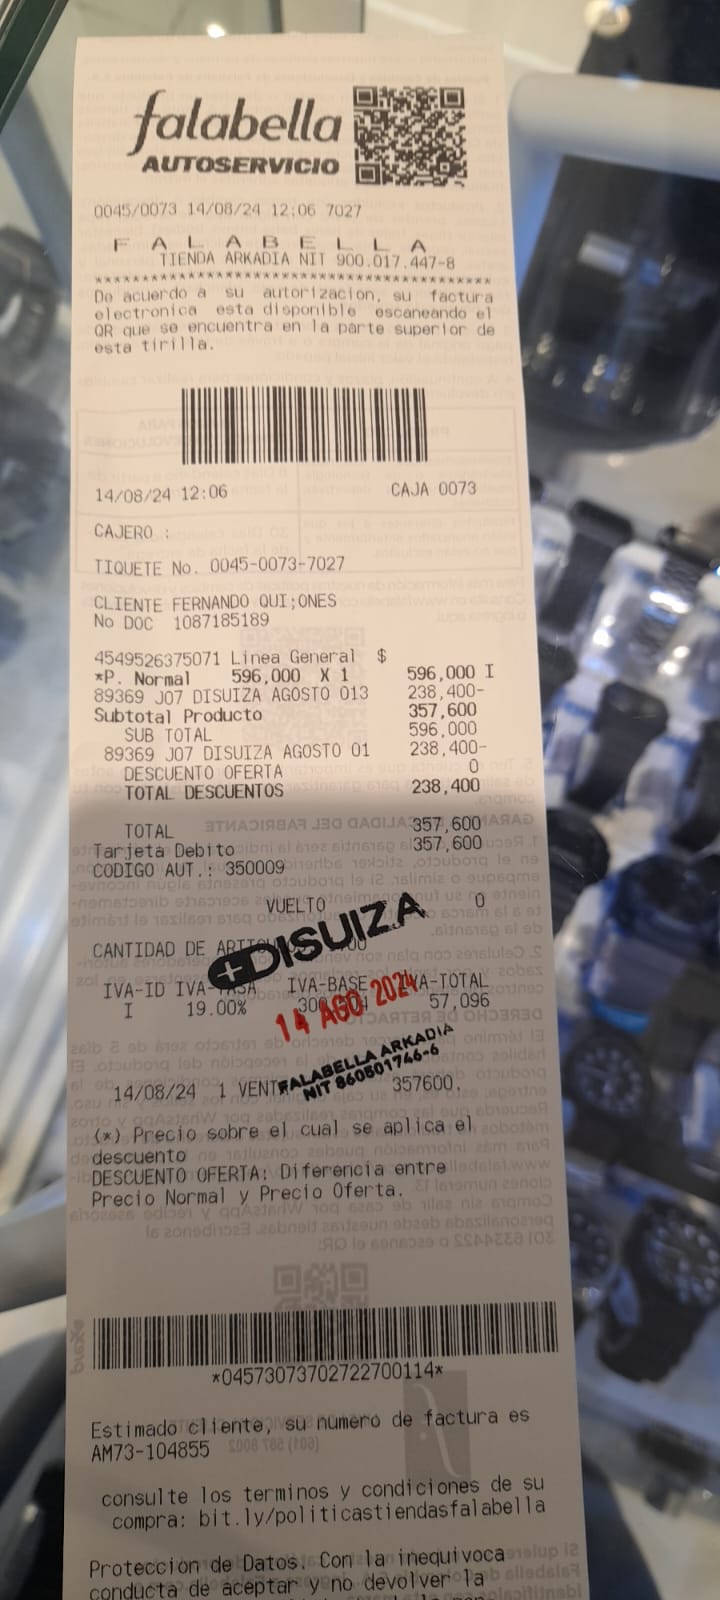 falabella
AUTOSERVICIO
0045/0073 14/08/24 12:06 7027
F A L A B E L L A
TIENDA ARKADIA NIT 900.017.447-8
****************************************
De acuerdo a su autorizacion, su factura
electronica esta disponible escaneando el
QR que se encuentra en la parte superior de
esta tirilla.
14/08/24 12:06 CAJA 0073
CAJERO :
TIQUETE No. 0045-0073-7027
CLIENTE FERNANDO QUI;ONES
No DOC 1087185189
4549526375071 Linea General $
*P. Normal 596,000 X 1 596,000 I
89369 J07 DISUIZA AGOSTO 013 238,400-
Subtotal Producto 357,600
SUB TOTAL 596,000
89369 J07 DISUIZA AGOSTO 01 238,400-
DESCUENTO OFERTA 0
TOTAL DESCUENTOS 238,400
TOTAL 357,600
Tarjeta Debito 357,600
CODIGO AUT.: 350009
VUELTO 0
CANTIDAD DE
DISUIZA
IVA-ID IVA-TASA IVA-BASE IVA-TOTAL
I 19.00% 57,096
14 AGO 2024
FALABELLA ARKADIA
NIT 860501746-6
14/08/24 1 VENT 357600.
(*) Precio sobre el cual se aplica el
descuento
DESCUENTO OFERTA: Diferencia entre
Precio Normal y Precio Oferta.
*04573073702722700114*
Estimado cliente, su numero de factura es
AM73-104855
consulte los terminos y condiciones de su
compra: bit.ly/politicastiendasfalabella
Protección de Datos. Con la inequivoca
conducta de aceptar y no devolver la